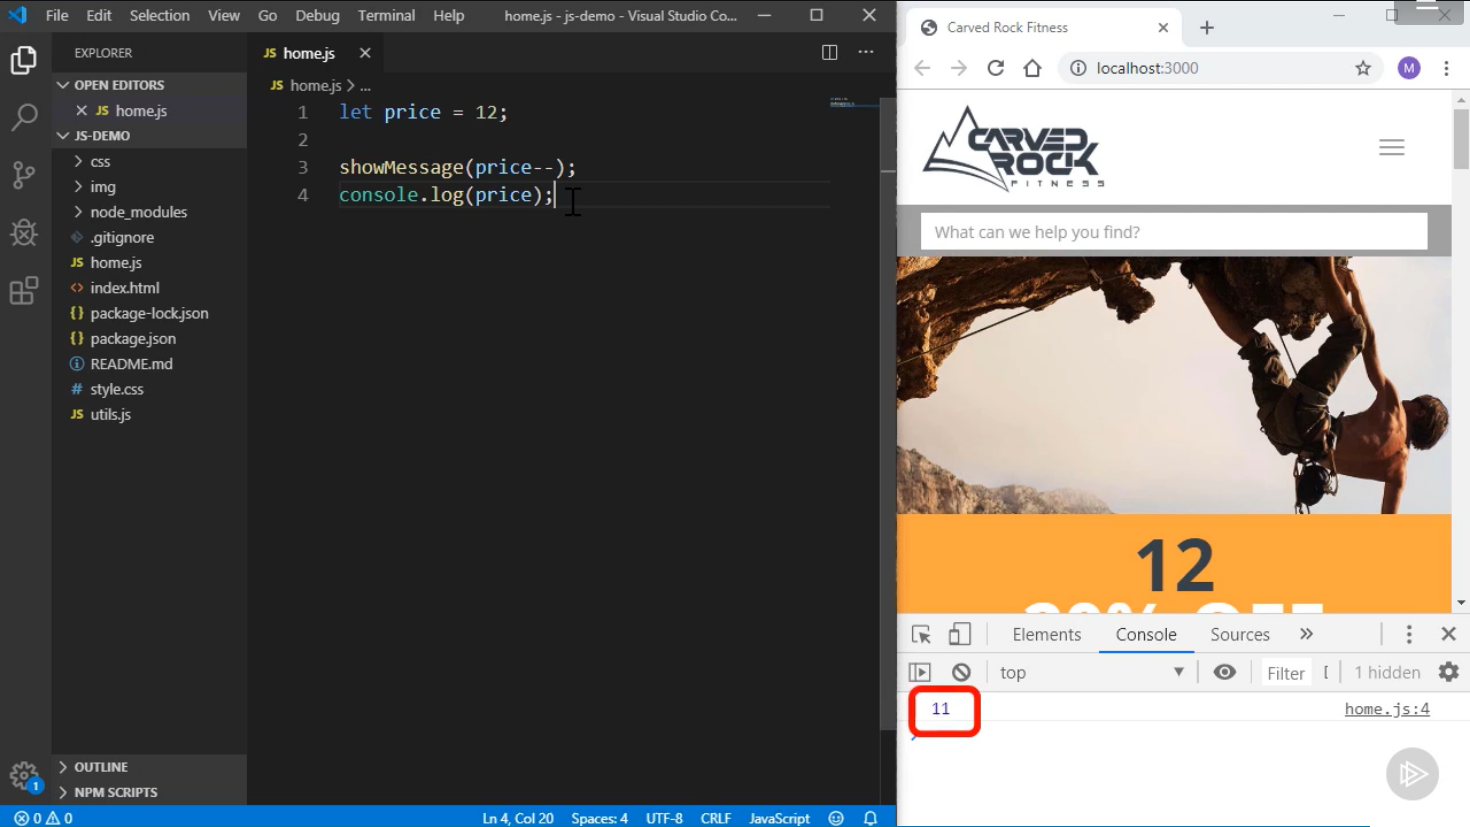 File Edit Selection View Go Debug Terminal Help home.js - js-demo - Visual Studio Co...
EXPLORER
OPEN EDITORS
JS home.js
JS-DEMO
css
img
node_modules
.gitignore
JS home.js
index.html
package-lock.json
package.json
README.md
style.css
JS utils.js
OUTLINE
NPM SCRIPTS
JS home.js
JS home.js > ...
1 let price = 12;
2
3 showMessage(price--);
4 console.log(price);
0 0 Ln 4, Col 20 Spaces: 4 UTF-8 CRLF JavaScript
1
Carved Rock Fitness
localhost:3000
M
CARVED
ROCK
FITNESS
What can we help you find?
12
Elements Console Sources
top Filter 1 hidden
11 home.js:4